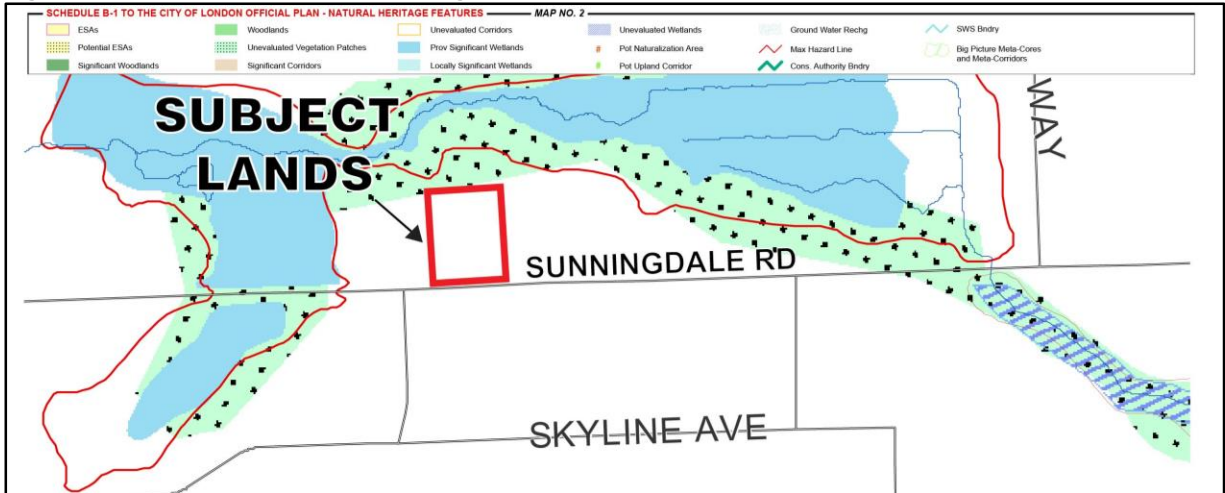 SCHEDULE B-1 TO THE CITY OF LONDON OFFICIAL PLAN - NATURAL HERITAGE FEATURES MAP NO. 2
ESAs Woodlands Unevaluated Corridors Unevaluated Wetlands Ground Water Rechg SWS Bndry
Potential ESAs Unevaluated Vegetation Patches Prov Significant Wetlands Pot Naturalization Area Max Hazard Line Big Picture Meta-Cores
and Meta-Corridors
Significant Woodlands Significant Corridors Locally Significant Wetlands Pot Upland Corridor Cons. Authority Bndry
SUBJECT
LANDS
WAY
SUNNINGDALE RD
SKYLINE AVE